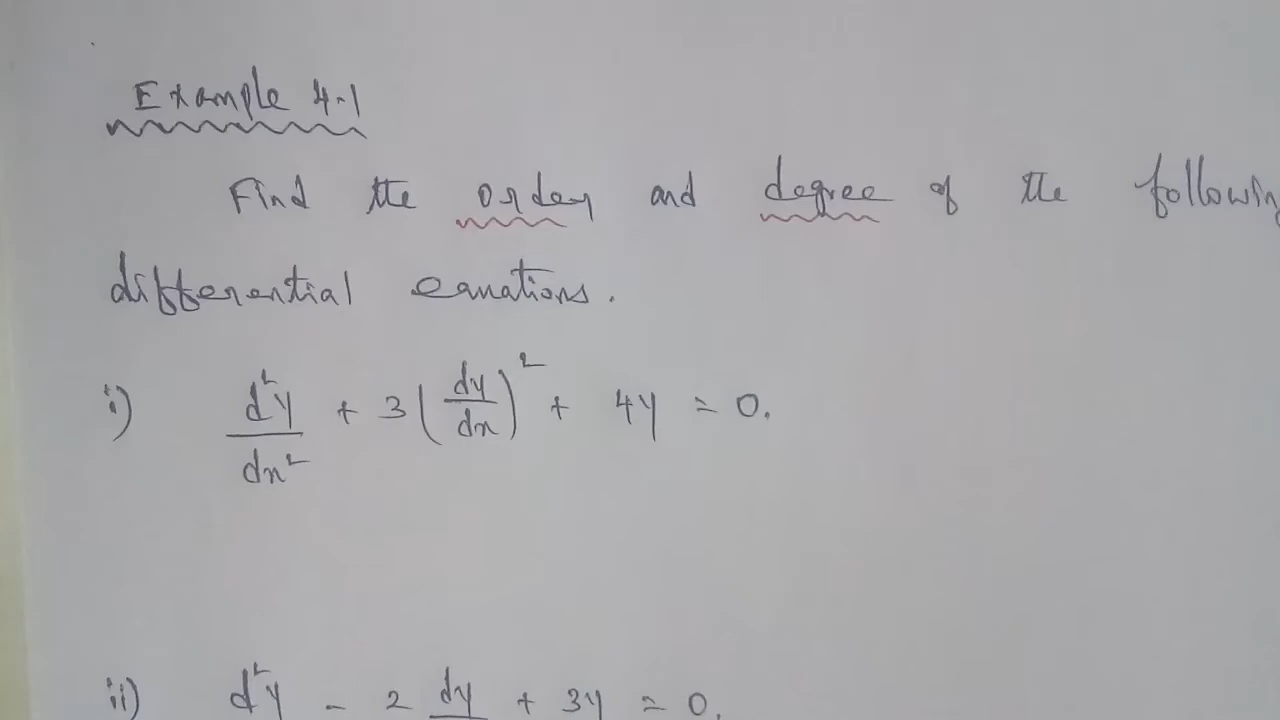 Example 4.1
Find the order and degree of the followin
differential equations.
i) d²y/dx² + 3(dy/dx)² + 4y = 0.
ii) d²y - 2 dy + 3y = 0.